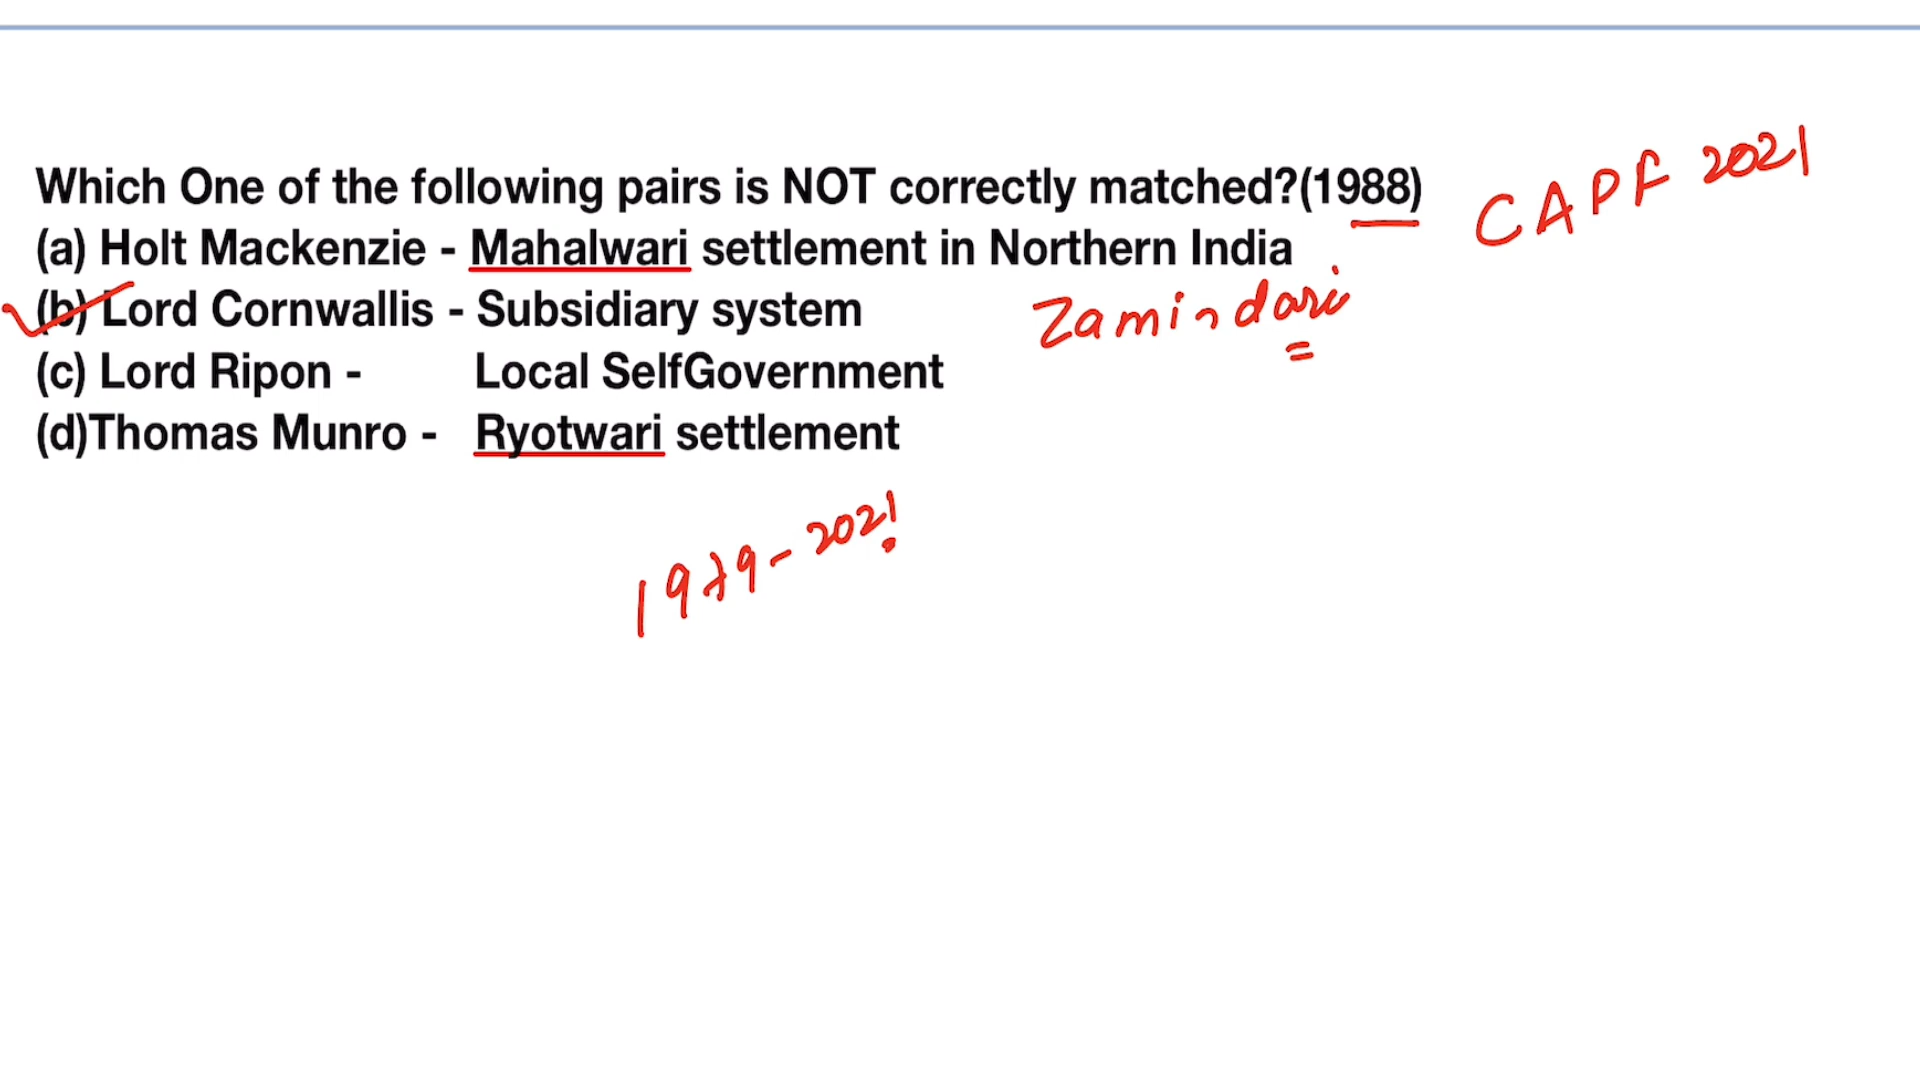 Which One of the following pairs is NOT correctly matched?(1988) CAPF 2021
(a) Holt Mackenzie - Mahalwari settlement in Northern India
(b) Lord Cornwallis - Subsidiary system Zamindari
(c) Lord Ripon - Local SelfGovernment
(d)Thomas Munro - Ryotwari settlement
1979-2021